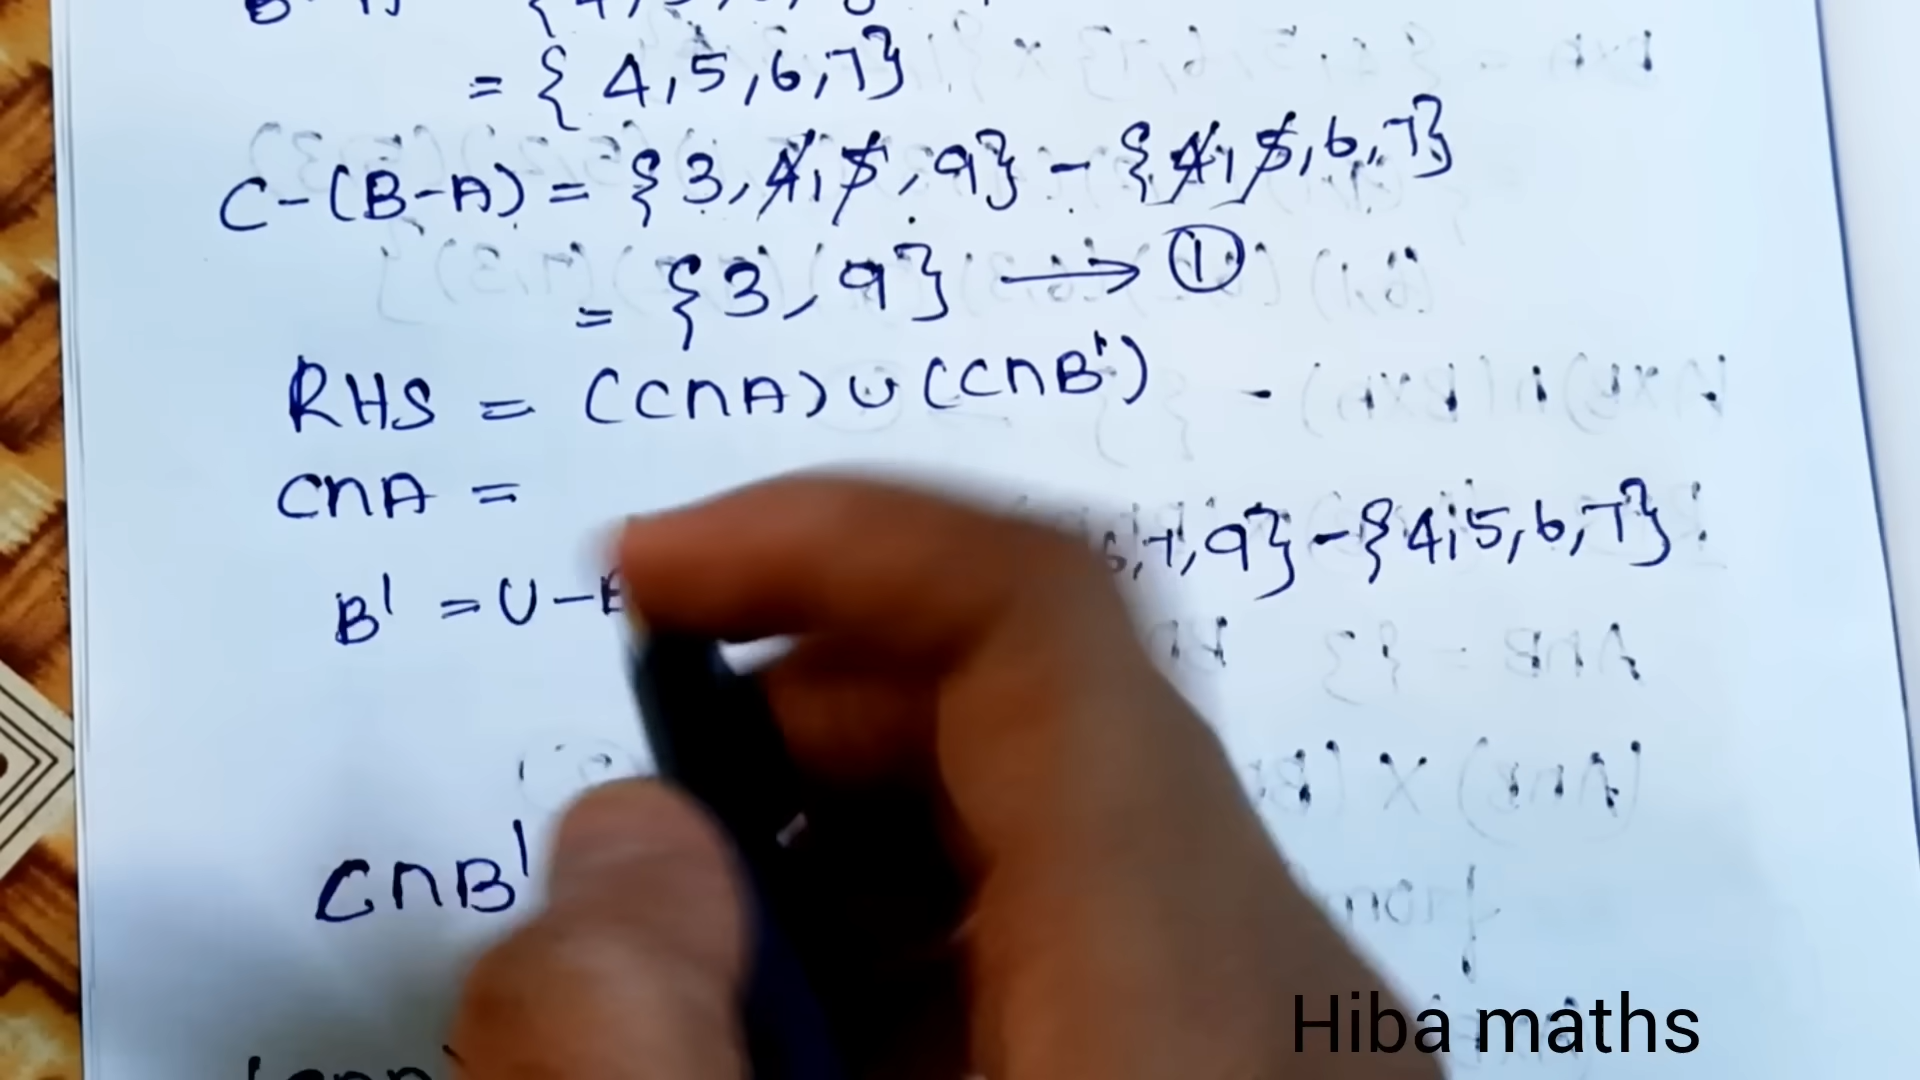 = { 4,5,6,7}
C-(B-A) = {3,4,5,9} - {4,5,6,7}
= {3,9} → ①
RHS = (C∩A)∪(C∩B')
C∩A =
B' = U-B 6,7,9}-{4,5,6,7}
C∩B'
Hiba maths